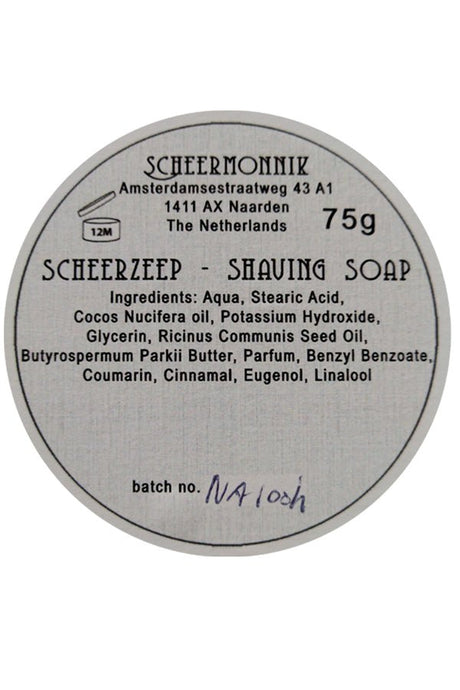 SCHEERMONNIK
Amsterdamsestraatweg 43 A1
1411 AX Naarden
The Netherlands
75g
12M
SCHEERZEEP - SHAVING SOAP
Ingredients: Aqua, Stearic Acid,
Cocos Nucifera oil, Potassium Hydroxide,
Glycerin, Ricinus Communis Seed Oil,
Butyrospermum Parkii Butter, Parfum, Benzyl Benzoate,
Coumarin, Cinnamal, Eugenol, Linalool
batch no.